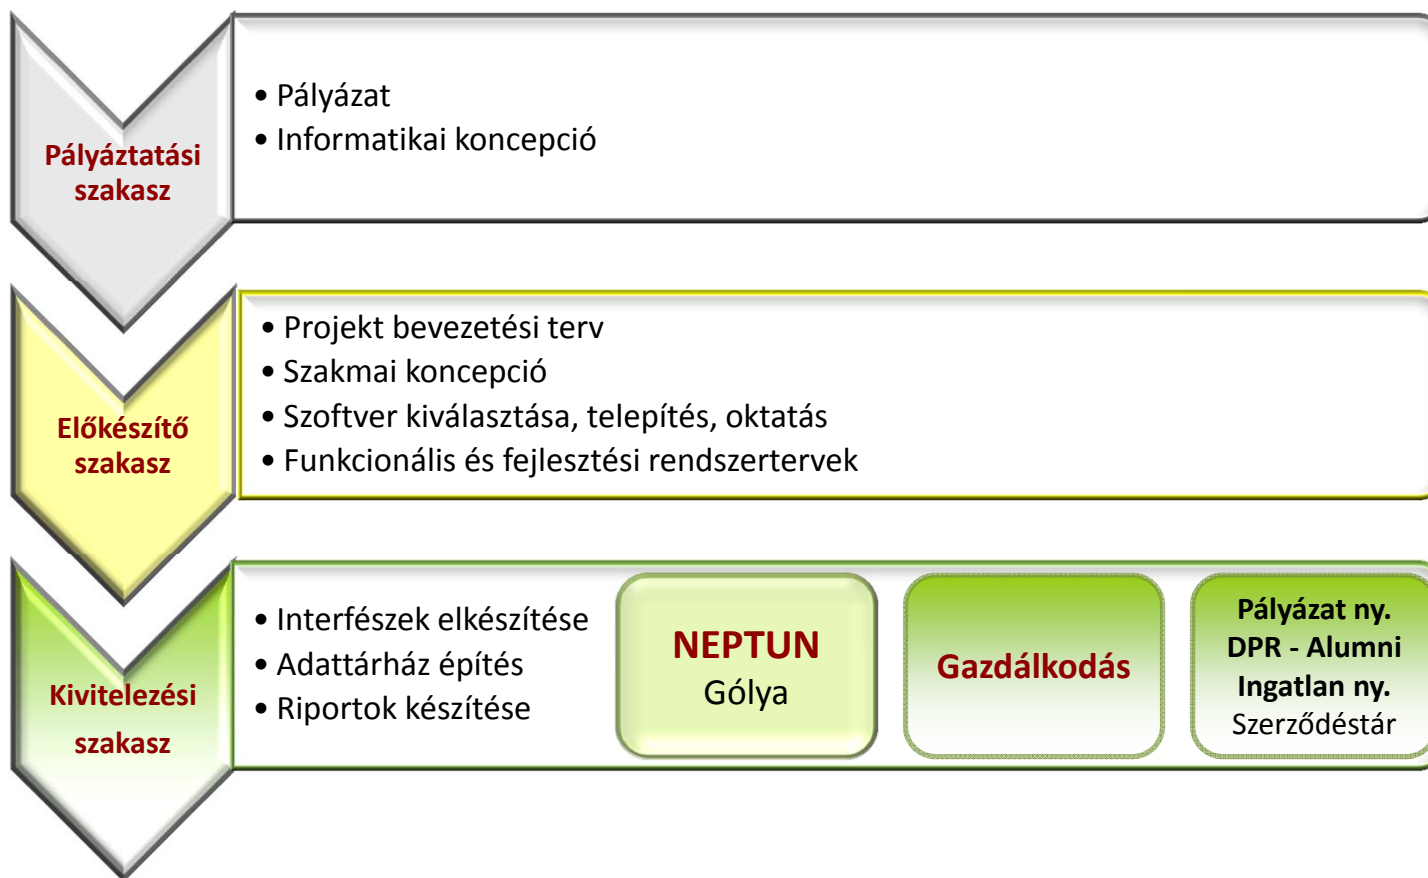 Pályáztatási
szakasz
• Pályázat
• Informatikai koncepció
Előkészítő
szakasz
• Projekt bevezetési terv
• Szakmai koncepció
• Szoftver kiválasztása, telepítés, oktatás
• Funkcionális és fejlesztési rendszertervek
Kivitelezési
szakasz
• Interfészek elkészítése
• Adattárház építés
• Riportok készítése
NEPTUN
Gólya
Gazdálkodás
Pályázat ny.
DPR - Alumni
Ingatlan ny.
Szerződéstár